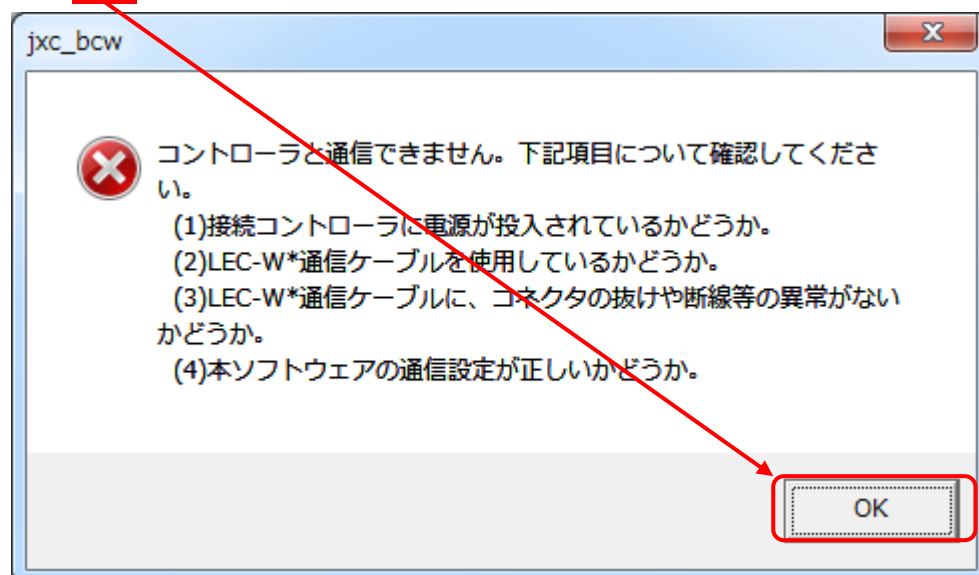 jxc_bcw
コントローラと通信できません。下記項目について確認してくださ
い。
(1)接続コントローラに電源が投入されているかどうか。
(2)LEC-W*通信ケーブルを使用しているかどうか。
(3)LEC-W*通信ケーブルに、コネクタの抜けや断線等の異常がない
かどうか。
(4)本ソフトウェアの通信設定が正しいかどうか。
OK